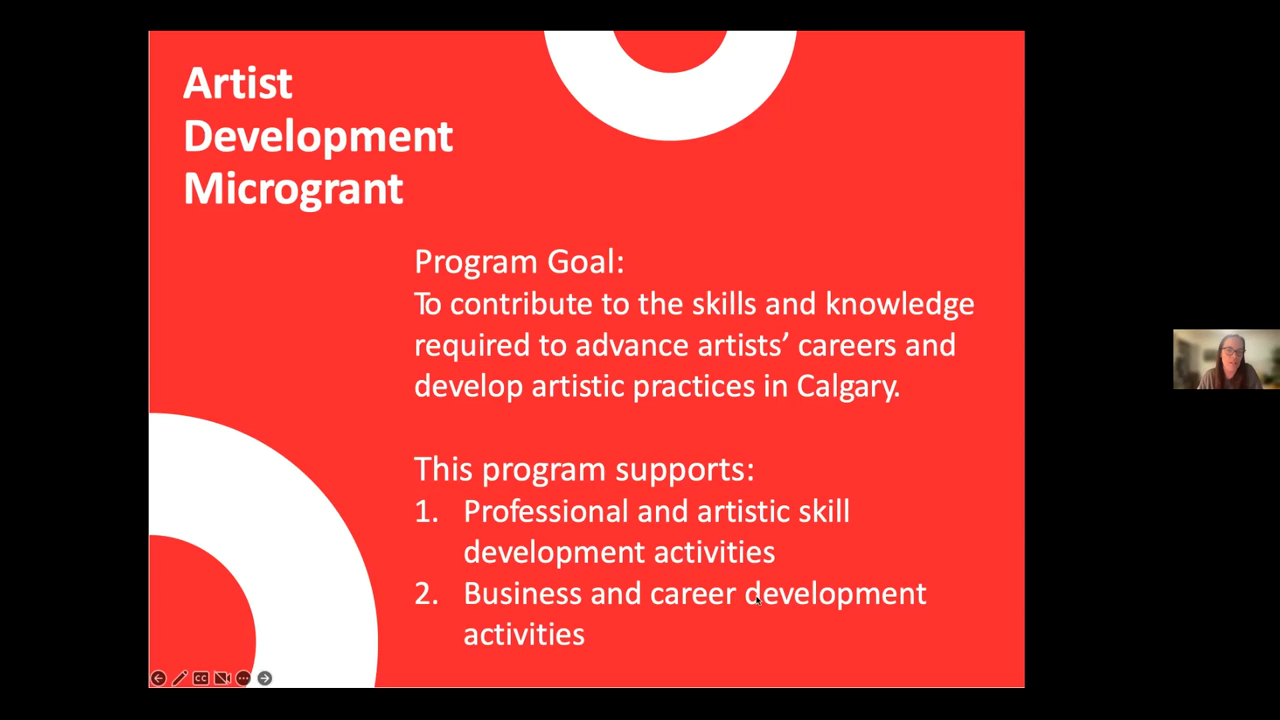 Artist
Development
Microgrant
Program Goal:
To contribute to the skills and knowledge
required to advance artists’ careers and
develop artistic practices in Calgary.
This program supports:
1. Professional and artistic skill
development activities
2. Business and career development
activities
CC